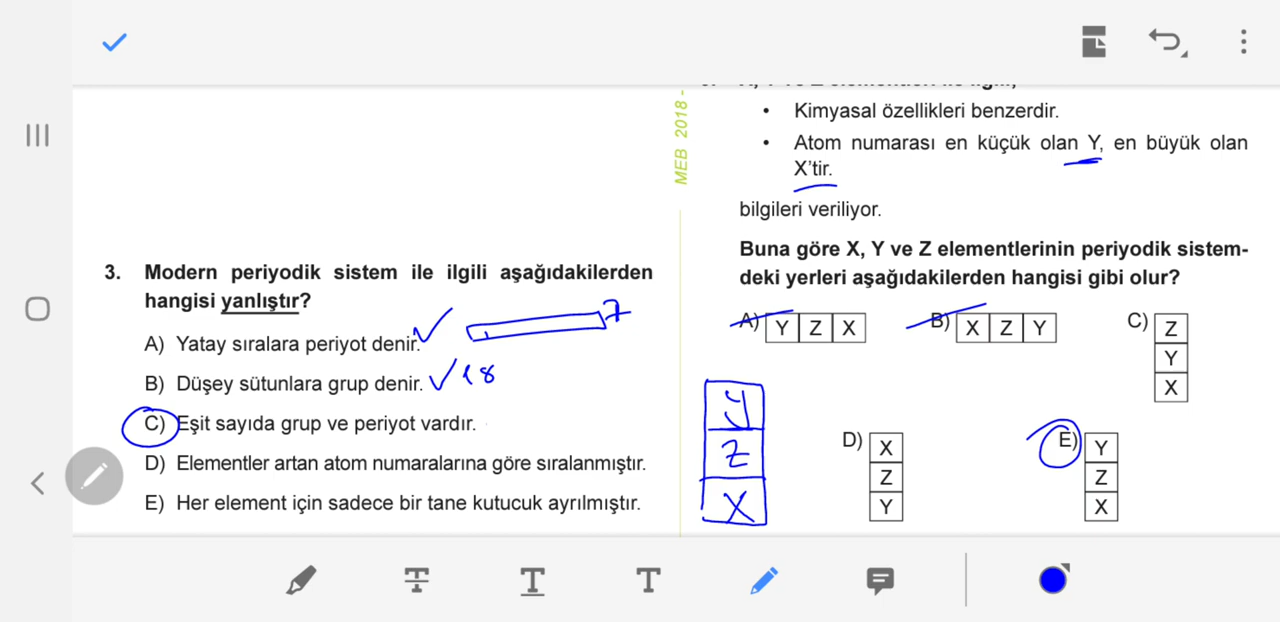 MEB 2018 -
3. Modern periyodik sistem ile ilgili aşağıdakilerden
hangisi yanlıştır?
A) Yatay sıralara periyot denir.
7
B) Düşey sütunlara grup denir.
18
C) Eşit sayıda grup ve periyot vardır.
D) Elementler artan atom numaralarına göre sıralanmıştır.
E) Her element için sadece bir tane kutucuk ayrılmıştır.
• Kimyasal özellikleri benzerdir.
• Atom numarası en küçük olan Y, en büyük olan
X'tir.
bilgileri veriliyor.
Buna göre X, Y ve Z elementlerinin periyodik sistem-
deki yerleri aşağıdakilerden hangisi gibi olur?
A) Y Z X
B) X Z Y
C) Z
Y
X
y
z
X
D) X
Z
Y
E) Y
Z
X
T
T
T